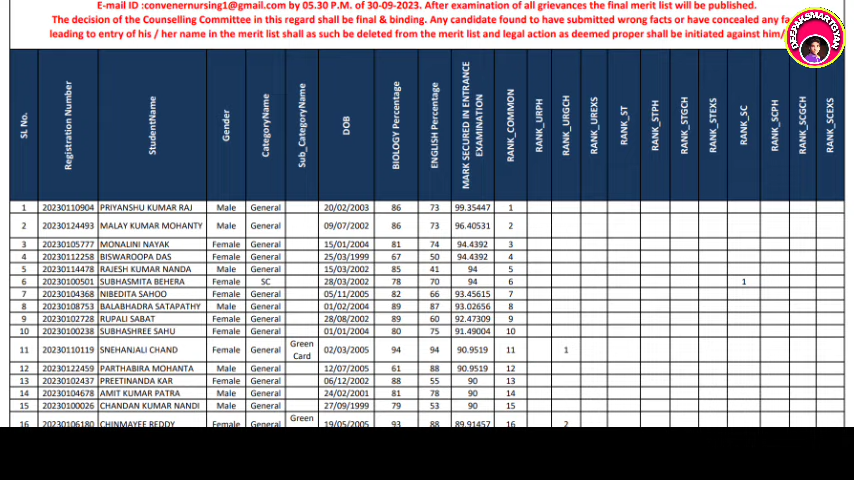 E-mail ID :convenernursing1@gmail.com by 05.30 P.M. of 30-09-2023. After examination of all grievances the final merit list will be published.
The decision of the Counselling Committee in this regard shall be final & binding. Any candidate found to have submitted wrong facts or have concealed any
leading to entry of his / her name in the merit list shall as such be deleted from the merit list and legal action as deemed proper shall be initiated against him/
DEEPAKSMARTGYAN
Sl. No. Registration Number StudentName Gender CategoryName Sub_CategoryName DOB BIOLOGY Percentage ENGLISH Percentage MARK SECURED IN ENTRANCE EXAMINATION RANK_COMMON RANK_URPH RANK_URGCH RANK_UREXS RANK_ST RANK_STPH RANK_STGCH RANK_STEXS RANK_SC RANK_SCPH RANK_SCGCH RANK_SCEXS
1 20230110904 PRIYANSHU KUMAR RAJ Male General 20/02/2003 86 73 99.35447 1
2 20230124493 MALAY KUMAR MOHANTY Male General 09/07/2002 86 73 96.40531 2
3 20230105777 MONALINI NAYAK Female General 15/01/2004 81 74 94.4392 3
4 20230112258 BISWAROOPA DAS Female General 25/03/1999 67 50 94.4392 4
5 20230114478 RAJESH KUMAR NANDA Male General 15/03/2002 85 41 94 5
6 20230100501 SUBHASMITA BEHERA Female SC 28/03/2002 78 70 94 6 1
7 20230104368 NIBEDITA SAHOO Female General 05/11/2005 82 66 93.45615 7
8 20230108753 BALABHADRA SATAPATHY Male General 01/02/2004 89 87 93.02656 8
9 20230102728 RUPALI SABAT Female General 28/08/2002 89 60 92.47309 9
10 20230100238 SUBHASHREE SAHU Female General 01/01/2004 80 75 91.49004 10
11 20230110119 SNEHANJALI CHAND Female General Green Card 02/03/2005 94 94 90.9519 11 1
12 20230122459 PARTHABIRA MOHANTA Male General 12/07/2005 61 88 90.9519 12
13 20230102437 PREETINANDA KAR Female General 06/12/2002 88 55 90 13
14 20230104678 AMIT KUMAR PATRA Male General 24/02/2001 81 78 90 14
15 20230100026 CHANDAN KUMAR NANDI Male General 27/09/1999 79 53 90 15
16 20230106180 CHINMAYEE REDDY Female General Green 19/05/2005 93 88 89.91457 16 2